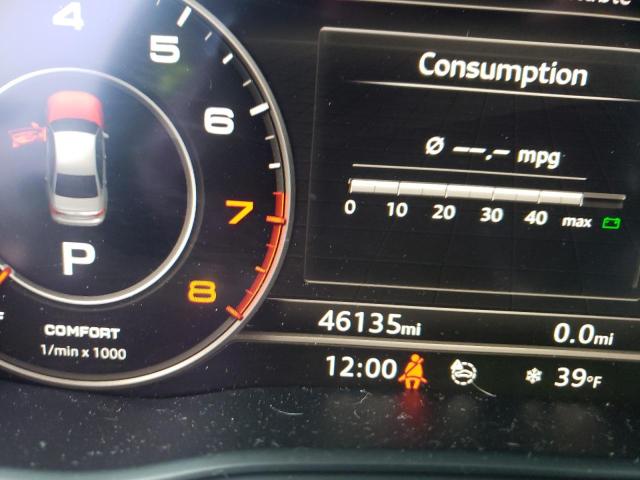 4
5
6
7
8
P
COMFORT
1/min x 1000
Consumption
Ø --.- mpg
0 10 20 30 40 max
46135mi 0.0mi
12:00 39°F